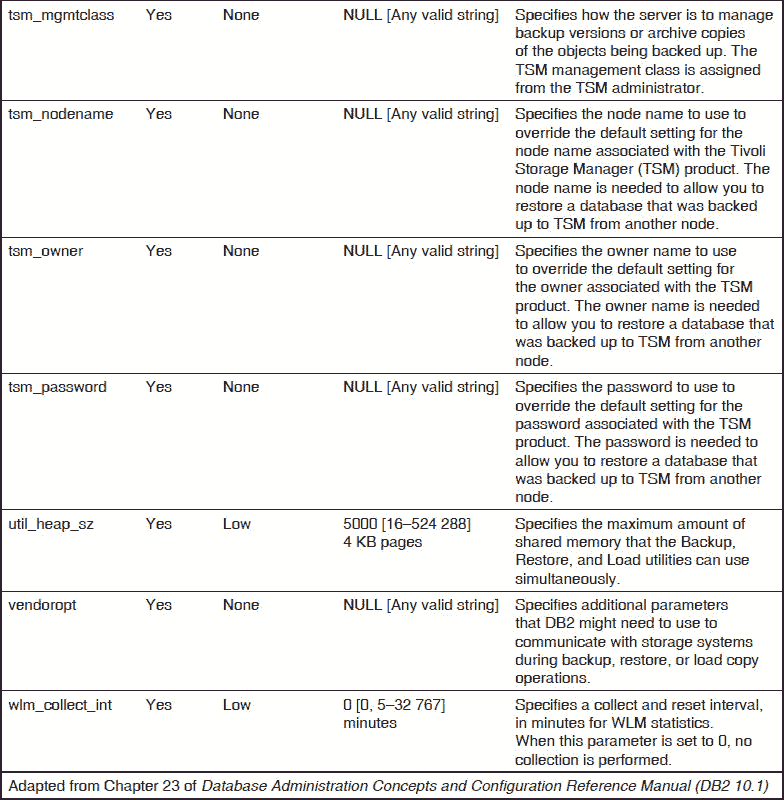 tsm_mgmtclass Yes None NULL [Any valid string] Specifies how the server is to manage
backup versions or archive copies
of the objects being backed up. The
TSM management class is assigned
from the TSM administrator.
tsm_nodename Yes None NULL [Any valid string] Specifies the node name to use to
override the default setting for the
node name associated with the Tivoli
Storage Manager (TSM) product. The
node name is needed to allow you to
restore a database that was backed
up to TSM from another node.
tsm_owner Yes None NULL [Any valid string] Specifies the owner name to use
to override the default setting for
the owner associated with the TSM
product. The owner name is needed
to allow you to restore a database that
was backed up to TSM from another
node.
tsm_password Yes None NULL [Any valid string] Specifies the password to use to
override the default setting for the
password associated with the TSM
product. The password is needed to
allow you to restore a database that
was backed up to TSM from another
node.
util_heap_sz Yes Low 5000 [16–524 288] Specifies the maximum amount of
4 KB pages shared memory that the Backup,
Restore, and Load utilities can use
simultaneously.
vendoropt Yes None NULL [Any valid string] Specifies additional parameters
that DB2 might need to use to
communicate with storage systems
during backup, restore, or load copy
operations.
wlm_collect_int Yes Low 0 [0, 5–32 767] Specifies a collect and reset interval,
minutes in minutes for WLM statistics.
When this parameter is set to 0, no
collection is performed.
Adapted from Chapter 23 of Database Administration Concepts and Configuration Reference Manual (DB2 10.1)